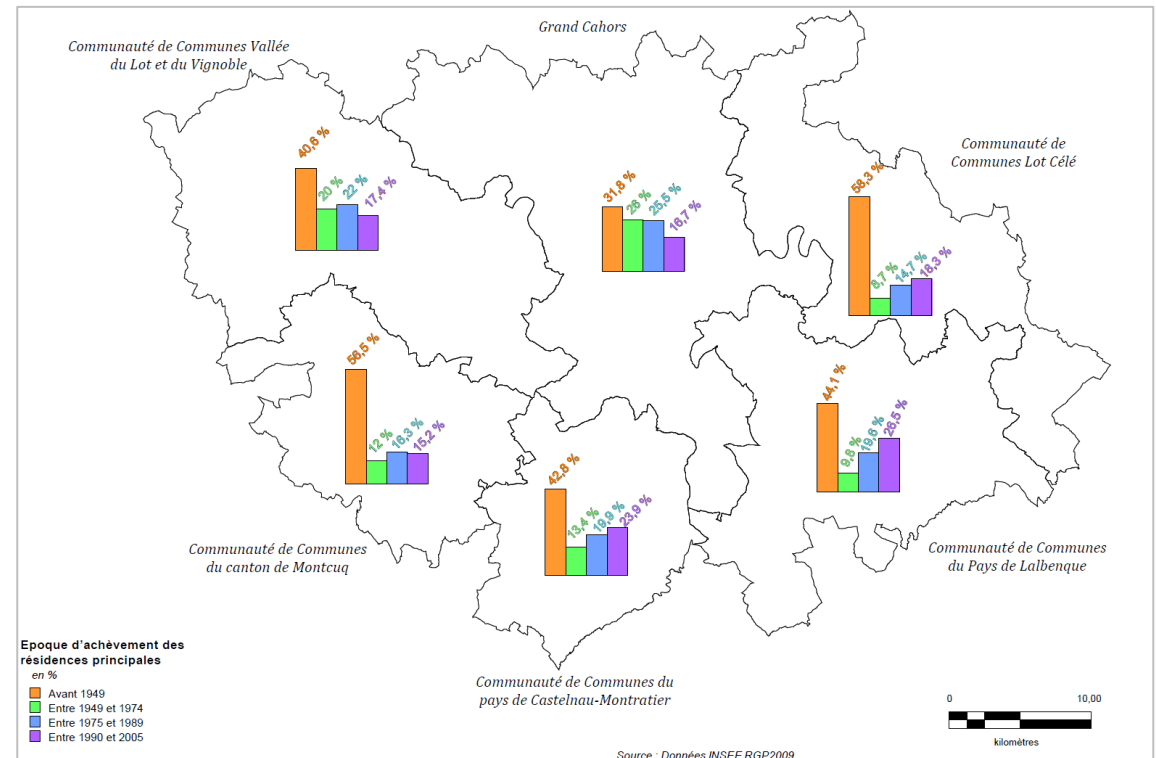 Grand Cahors
Communauté de Communes Vallée
du Lot et du Vignoble
Communauté de
Communes Lot Célé
40,6 %
20 %
22 %
17,4 %
31,8 %
26 %
25,5 %
16,7 %
58,3 %
8,7 %
14,7 %
18,3 %
56,5 %
12 %
16,3 %
15,2 %
42,8 %
13,4 %
19,9 %
23,9 %
44,1 %
9,8 %
19,6 %
26,5 %
Communauté de Communes
du canton de Montcuq
Communauté de Communes
du Pays de Lalbenque
Communauté de Communes du
pays de Castelnau-Montratier
Epoque d'achèvement des
résidences principales
en %
Avant 1949
Entre 1949 et 1974
Entre 1975 et 1989
Entre 1990 et 2005
0 10,00
kilomètres
Source : Données INSEE RGP2009